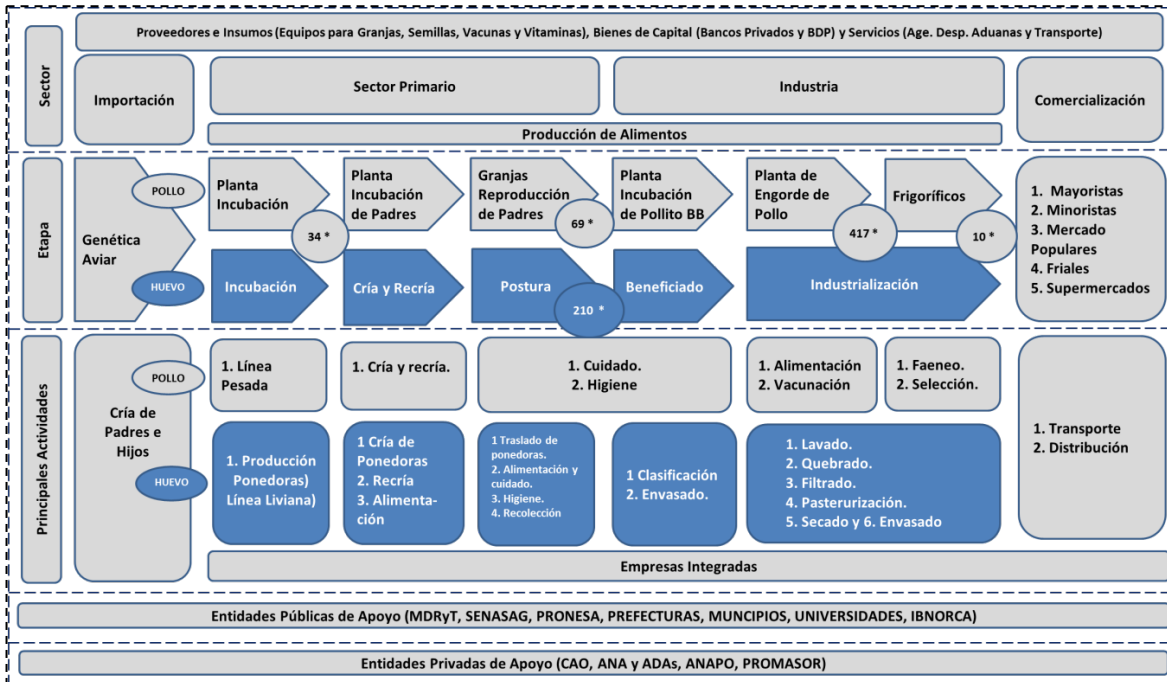 Sector
Proveedores e Insumos (Equipos para Granjas, Semillas, Vacunas y Vitaminas), Bienes de Capital (Bancos Privados y BDP) y Servicios (Age. Desp. Aduanas y Transporte)
Importación
Sector Primario
Industria
Comercialización
Producción de Alimentos
Etapa
Genética
Aviar
POLLO
HUEVO
Planta
Incubación
34 *
Planta
Incubación
de Padres
Granjas
Reproducción
de Padres
69 *
Planta
Incubación
de Pollito BB
Planta de
Engorde de
Pollo
417 *
Frigoríficos
10 *
Incubación
Cría y Recría
Postura
210 *
Beneficiado
Industrialización
1. Mayoristas
2. Minoristas
3. Mercado
Populares
4. Friales
5. Supermercados
Principales Actividades
Cría de
Padres e
Hijos
POLLO
HUEVO
1. Línea
Pesada
1. Cría y recría.
1. Cuidado.
2. Higiene
1. Alimentación
2. Vacunación
1. Faeneo.
2. Selección.
1. Producción
Ponedoras)
Línea Liviana)
1 Cría de
Ponedoras
2. Recría
3. Alimenta-
ción
1 Traslado de
ponedoras.
2. Alimentación y
cuidado.
3. Higiene.
4. Recolección
1 Clasificación
2. Envasado.
1. Lavado.
2. Quebrado.
3. Filtrado.
4. Pasterurización.
5. Secado y 6. Envasado
1. Transporte
2. Distribución
Empresas Integradas
Entidades Públicas de Apoyo (MDRyT, SENASAG, PRONESA, PREFECTURAS, MUNCIPIOS, UNIVERSIDADES, IBNORCA)
Entidades Privadas de Apoyo (CAO, ANA y ADAs, ANAPO, PROMASOR)